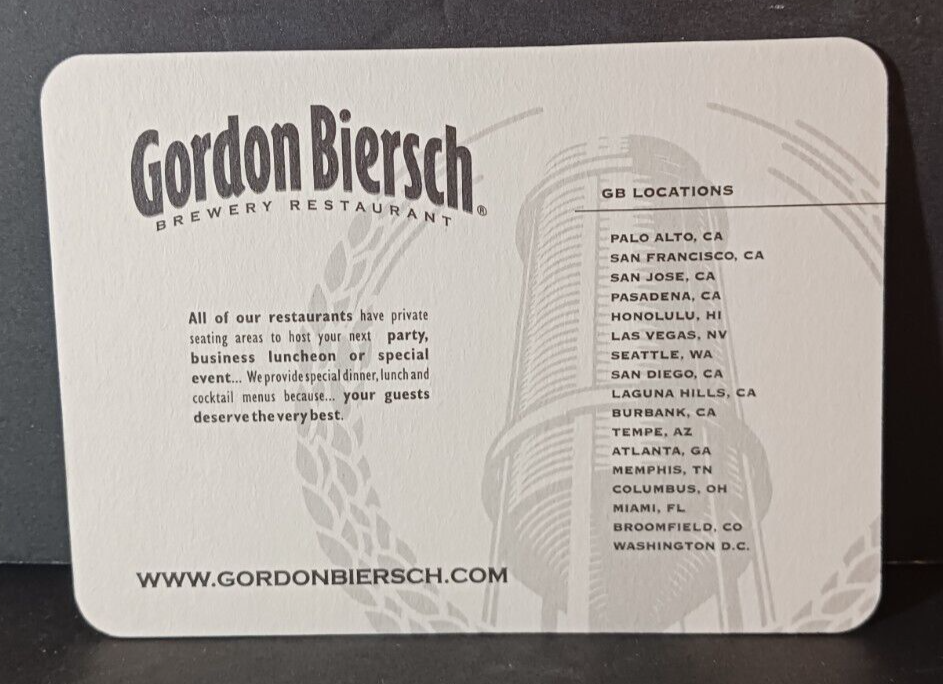 Gordon Biersch®
BREWERY RESTAURANT
All of our restaurants have private
seating areas to host your next party,
business luncheon or special
event... We provide special dinner, lunch and
cocktail menus because... your guests
deserve the very best.
WWW.GORDONBIERSCH.COM
GB LOCATIONS
PALO ALTO, CA
SAN FRANCISCO, CA
SAN JOSE, CA
PASADENA, CA
HONOLULU, HI
LAS VEGAS, NV
SEATTLE, WA
SAN DIEGO, CA
LAGUNA HILLS, CA
BURBANK, CA
TEMPE, AZ
ATLANTA, GA
MEMPHIS, TN
COLUMBUS, OH
MIAMI, FL
BROOMFIELD, CO
WASHINGTON D.C.